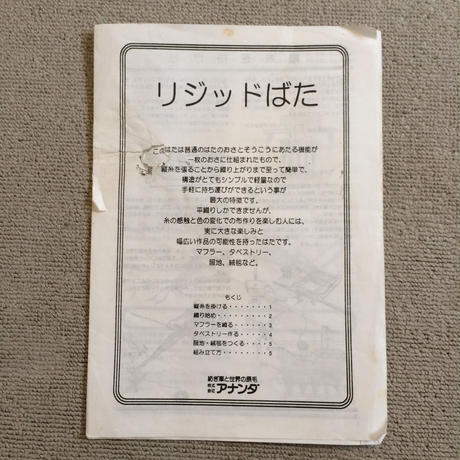 リジッドばた
このはたは普通のはたのおさとそうこうにあたる機能が
一枚のおさに仕組まれたもので、
縦糸を張ることから織り上がりまで至って簡単で、
構造がとてもシンプルで軽量なので
手軽に持ち運びができるという事が
最大の特徴です。
平織りしかできませんが、
糸の感触と色の変化での布作りを楽しむ人には、
実に大きな楽しみと
幅広い作品の可能性を持ったはたです。
マフラー、タペストリー、
服地、絨毯など。
もくじ
縦糸を掛ける・・・・・・・1
織り始め・・・・・・・・・2
マフラーを織る・・・・・・3
タペストリー作る・・・・・4
服地・絨毯をつくる・・・・5
組み立て方・・・・・・・・5
紡ぎ車と世界の原毛
株式会社 アナンダ